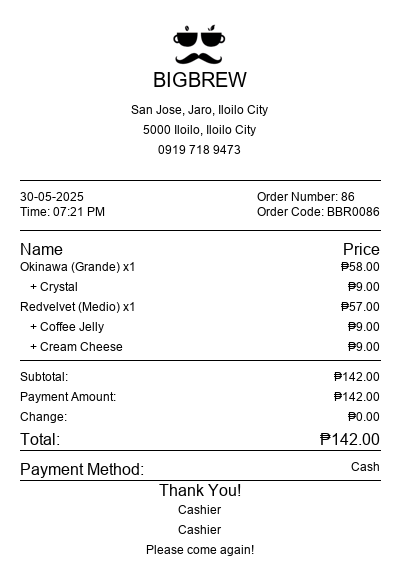 BIGBREW
San Jose, Jaro, Iloilo City
5000 Iloilo, Iloilo City
0919 718 9473
30-05-2025 Order Number: 86
Time: 07:21 PM Order Code: BBR0086
Name Price
Okinawa (Grande) x1 ₱58.00
+ Crystal ₱9.00
Redvelvet (Medio) x1 ₱57.00
+ Coffee Jelly ₱9.00
+ Cream Cheese ₱9.00
Subtotal: ₱142.00
Payment Amount: ₱142.00
Change: ₱0.00
Total: ₱142.00
Payment Method: Cash
Thank You!
Cashier
Cashier
Please come again!